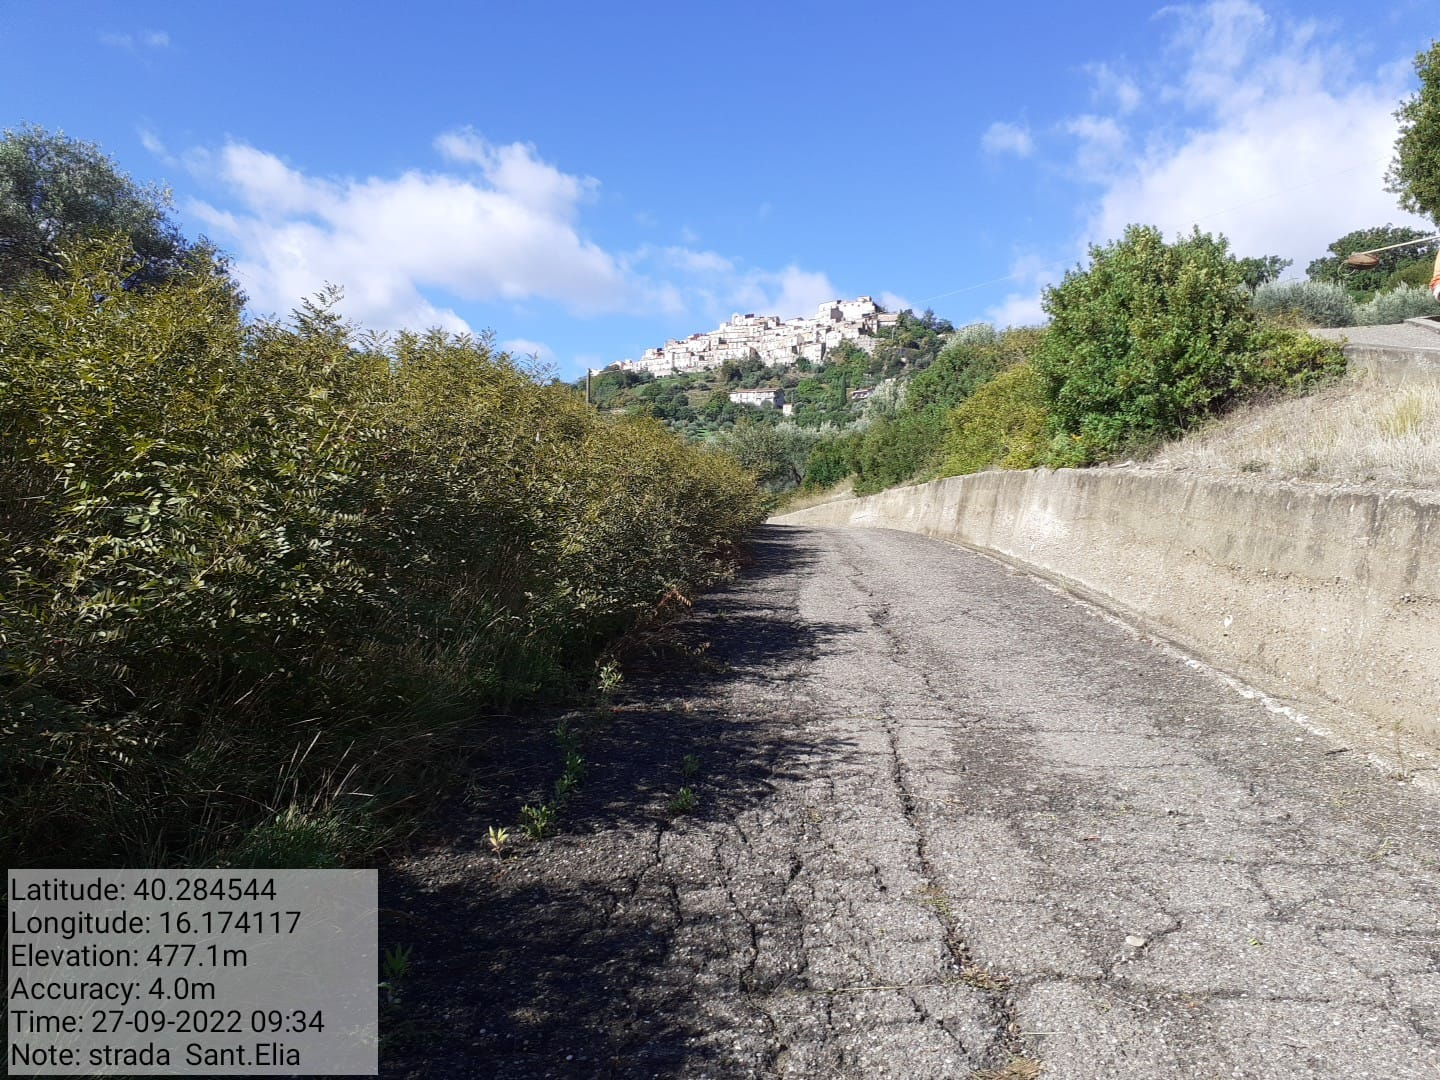 Latitude: 40.284544
Longitude: 16.174117
Elevation: 477.1m
Accuracy: 4.0m
Time: 27-09-2022 09:34
Note: strada  Sant.Elia